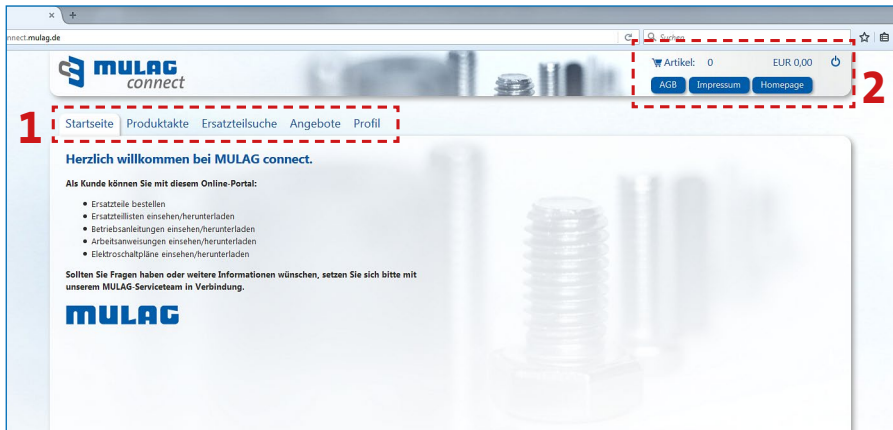 × +
nnect.mulag.de
Suchen
MULAG
connect
Artikel: 0 EUR 0,00
AGB Impressum Homepage
2
1
Startseite Produktakte Ersatzteilsuche Angebote Profil
Herzlich willkommen bei MULAG connect.
Als Kunde können Sie mit diesem Online-Portal:
• Ersatzteile bestellen
• Ersatzteillisten einsehen/herunterladen
• Betriebsanleitungen einsehen/herunterladen
• Arbeitsanweisungen einsehen/herunterladen
• Elektroschaltpläne einsehen/herunterladen
Sollten Sie Fragen haben oder weitere Informationen wünschen, setzen Sie sich bitte mit
unserem MULAG-Serviceteam in Verbindung.
MULAG